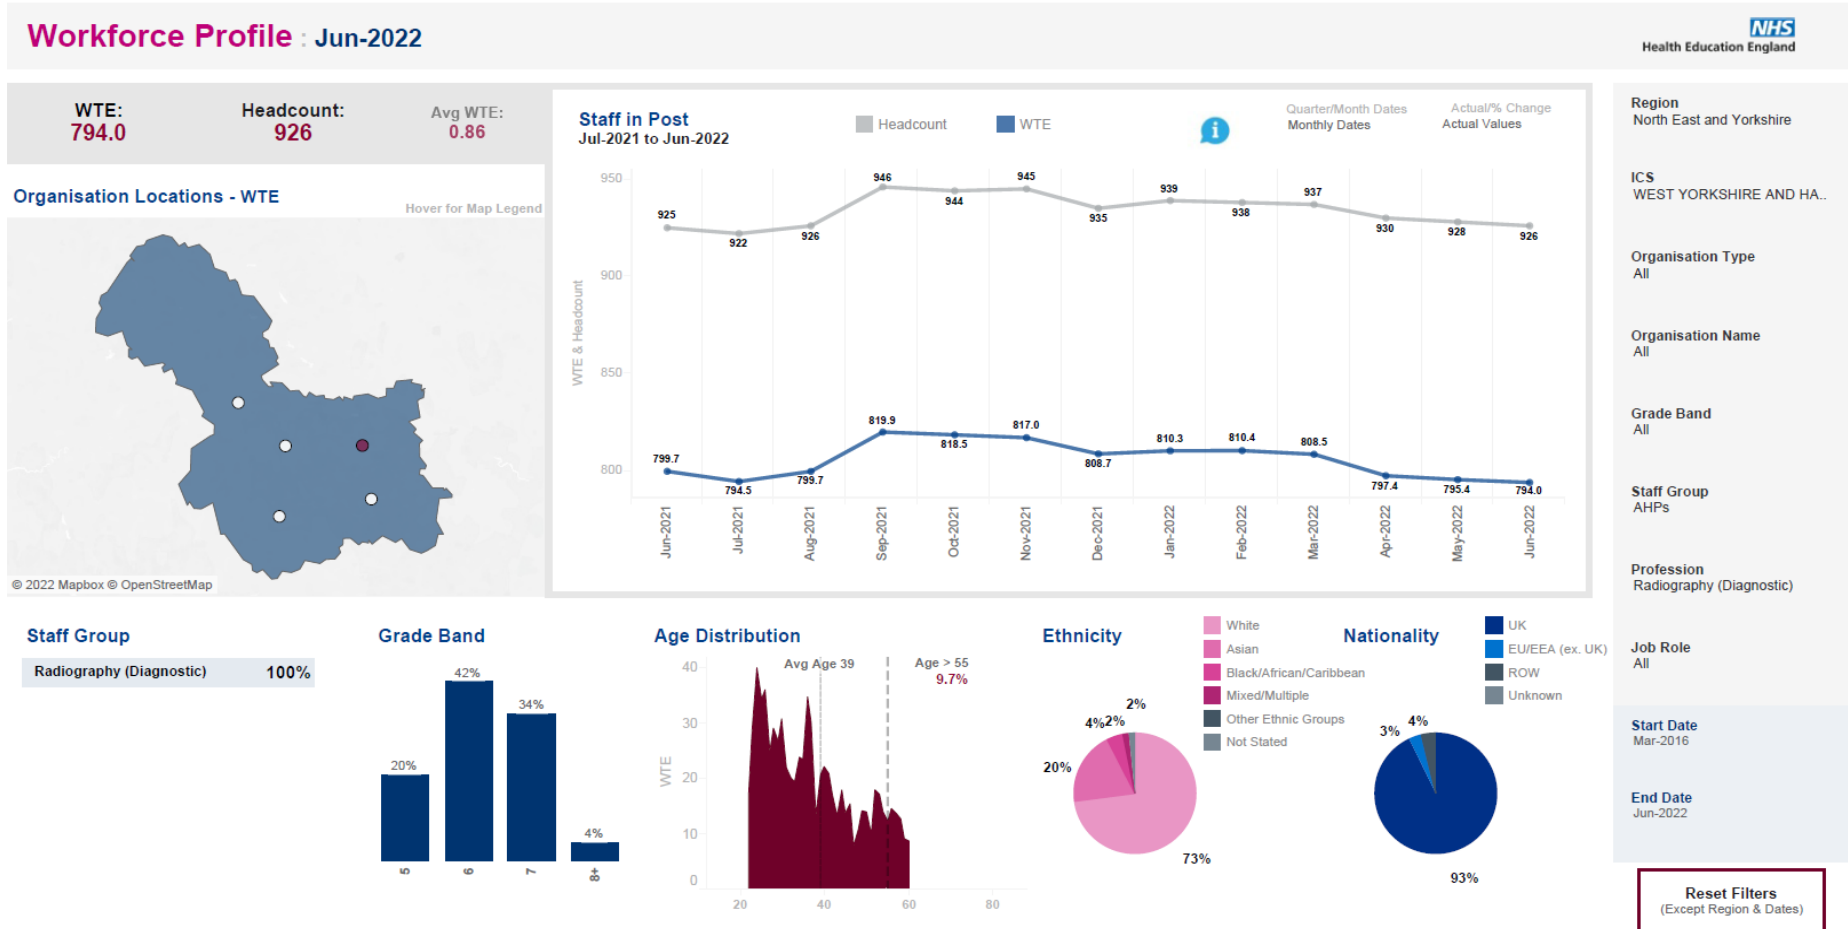 Workforce Profile : Jun-2022
NHS
Health Education England
WTE:
794.0
Headcount:
926
Avg WTE:
0.86
Organisation Locations - WTE
Hover for Map Legend
© 2022 Mapbox © OpenStreetMap
Staff in Post
Jul-2021 to Jun-2022
Headcount
WTE
i
Quarter/Month Dates
Monthly Dates
Actual/% Change
Actual Values
WTE & Headcount
950
900
850
800
925
922
926
946
944
945
935
939
938
937
930
928
926
799.7
794.5
799.7
819.9
818.5
817.0
808.7
810.3
810.4
808.5
797.4
795.4
794.0
Jun-2021
Jul-2021
Aug-2021
Sep-2021
Oct-2021
Nov-2021
Dec-2021
Jan-2022
Feb-2022
Mar-2022
Apr-2022
May-2022
Jun-2022
Region
North East and Yorkshire
ICS
WEST YORKSHIRE AND HA..
Organisation Type
All
Organisation Name
All
Grade Band
All
Staff Group
AHPs
Profession
Radiography (Diagnostic)
Job Role
All
Start Date
Mar-2016
End Date
Jun-2022
Reset Filters
(Except Region & Dates)
Staff Group
Radiography (Diagnostic) 100%
Grade Band
20%
42%
34%
4%
5
6
7
8+
Age Distribution
Avg Age 39
Age > 55
9.7%
WTE
40
30
20
10
0
20
40
60
80
Ethnicity
White
Asian
Black/African/Caribbean
Mixed/Multiple
Other Ethnic Groups
Not Stated
2%
4%
2%
20%
73%
Nationality
UK
EU/EEA (ex. UK)
ROW
Unknown
3%
4%
93%